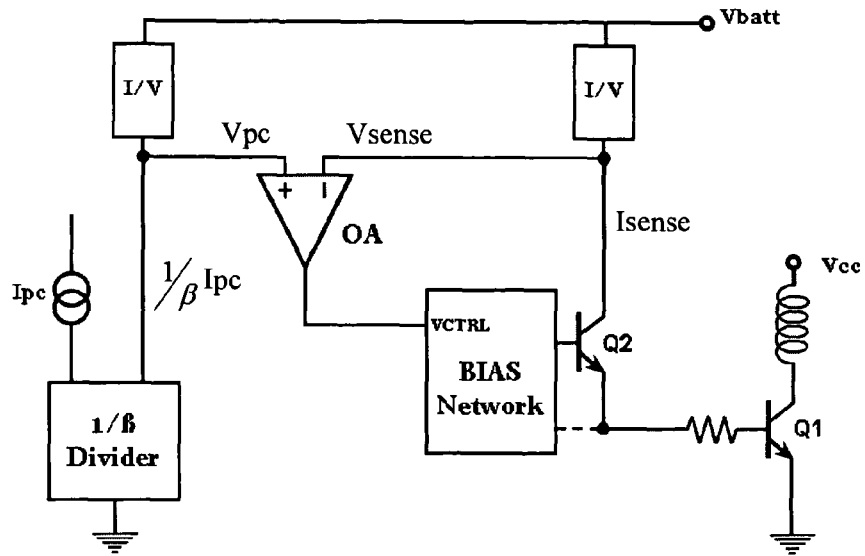 Vbatt
I/V
I/V
Vpc
Vsense
+
−
OA
Isense
Ipc
1/β Ipc
Vcc
VCTRL
BIAS
Network
Q2
Q1
1/ß
Divider